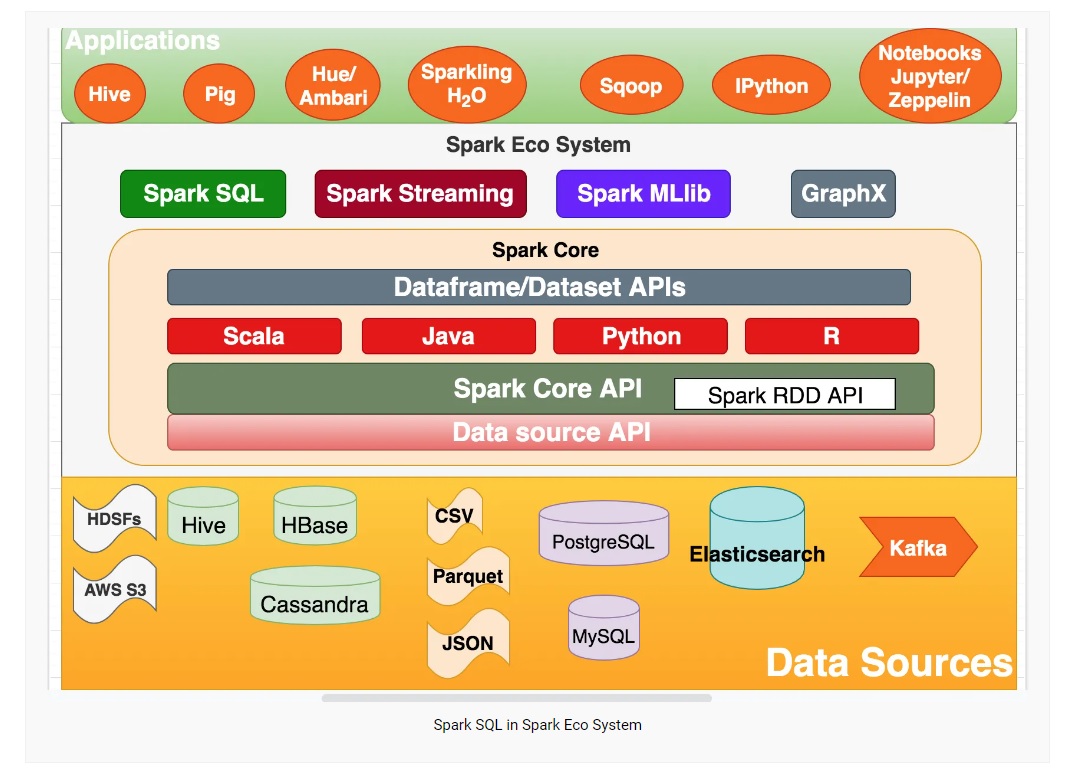 Applications
Hive
Pig
Hue/
Ambari
Sparkling
H₂O
Sqoop
IPython
Notebooks
Jupyter/
Zeppelin
Spark Eco System
Spark SQL
Spark Streaming
Spark MLlib
GraphX
Spark Core
Dataframe/Dataset APIs
Scala
Java
Python
R
Spark Core API
Spark RDD API
Data source API
HDSFs
Hive
HBase
CSV
PostgreSQL
Elasticsearch
Kafka
AWS S3
Cassandra
Parquet
JSON
MySQL
Data Sources
Spark SQL in Spark Eco System